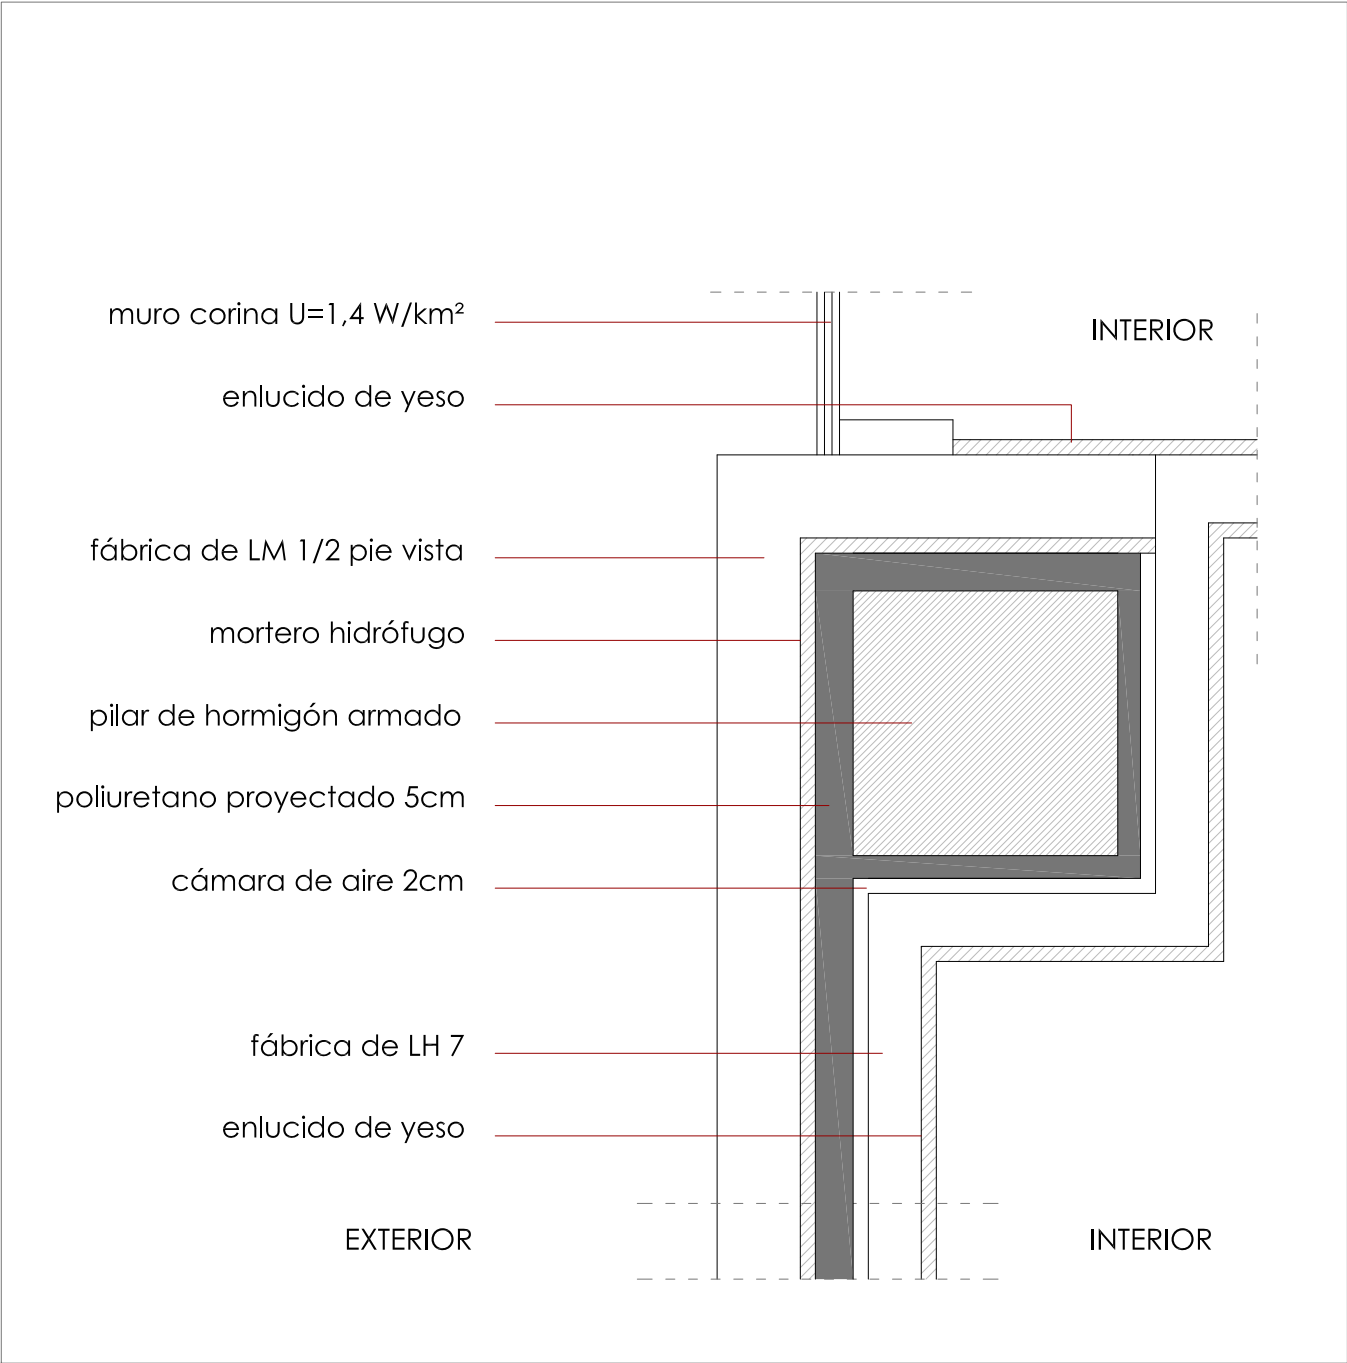 muro corina U=1,4 W/km²
INTERIOR
enlucido de yeso
fábrica de LM 1/2 pie vista
mortero hidrófugo
pilar de hormigón armado
poliuretano proyectado 5cm
cámara de aire 2cm
fábrica de LH 7
enlucido de yeso
EXTERIOR
INTERIOR